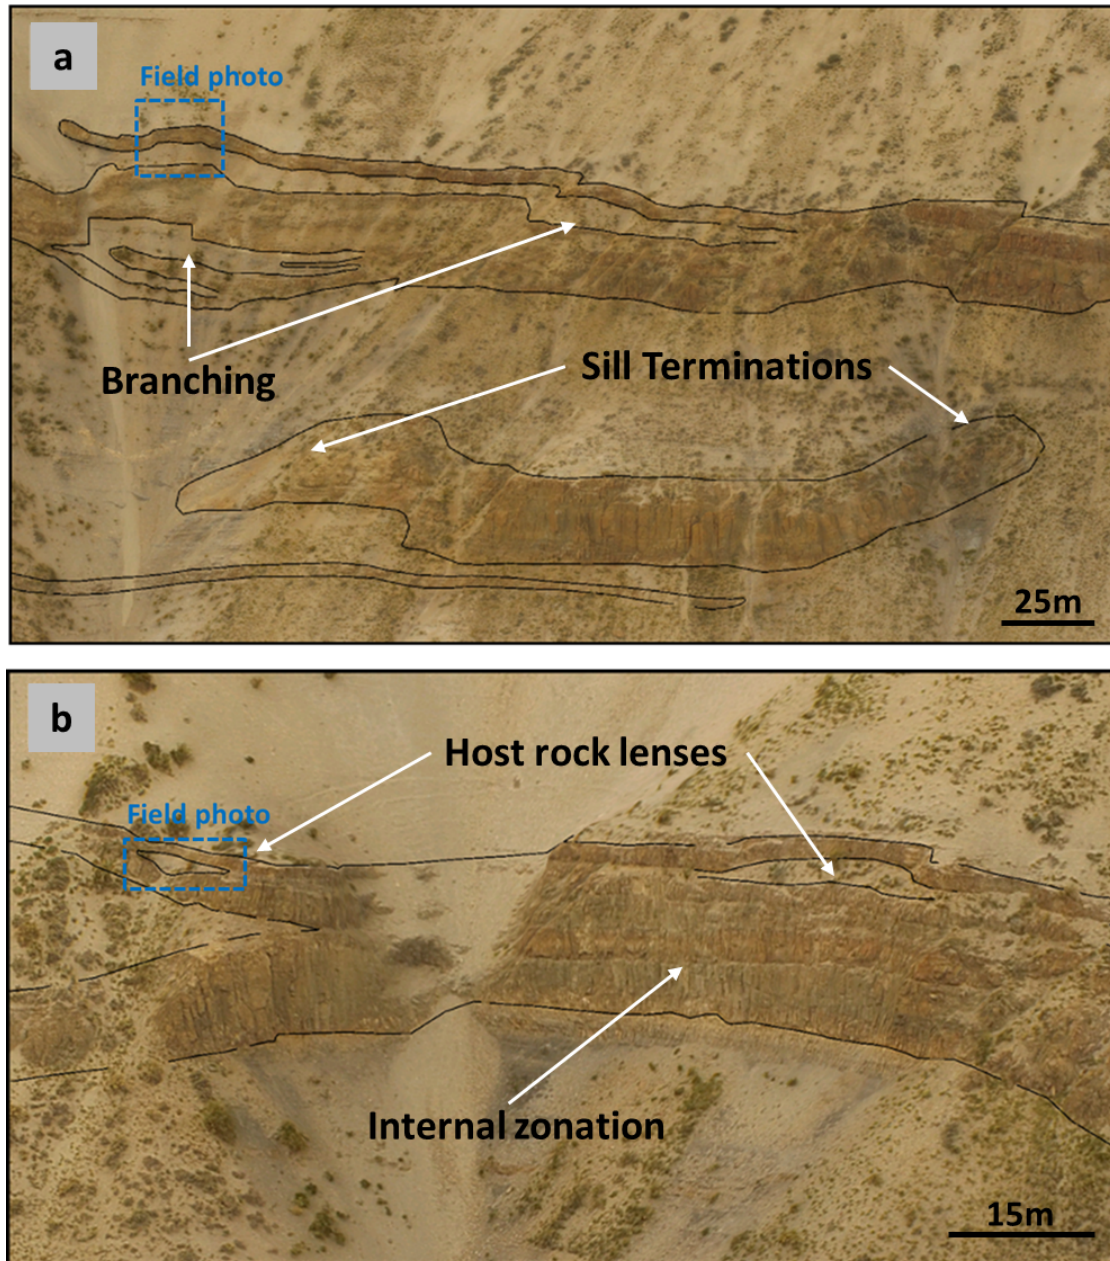 a
Field photo
Branching
Sill Terminations
25m
b
Host rock lenses
Field photo
Internal zonation
15m